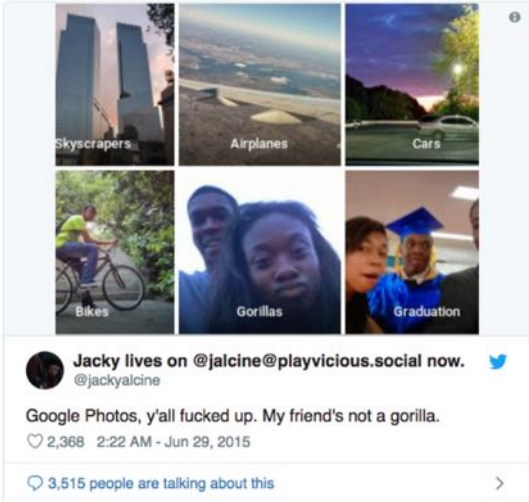 Skyscrapers
Airplanes
Cars
Bikes
Gorillas
Graduation
Jacky lives on @jalcine@playvicious.social now.
@jackyalcine
Google Photos, y'all fucked up. My friend's not a gorilla.
2,368 2:22 AM - Jun 29, 2015
3,515 people are talking about this